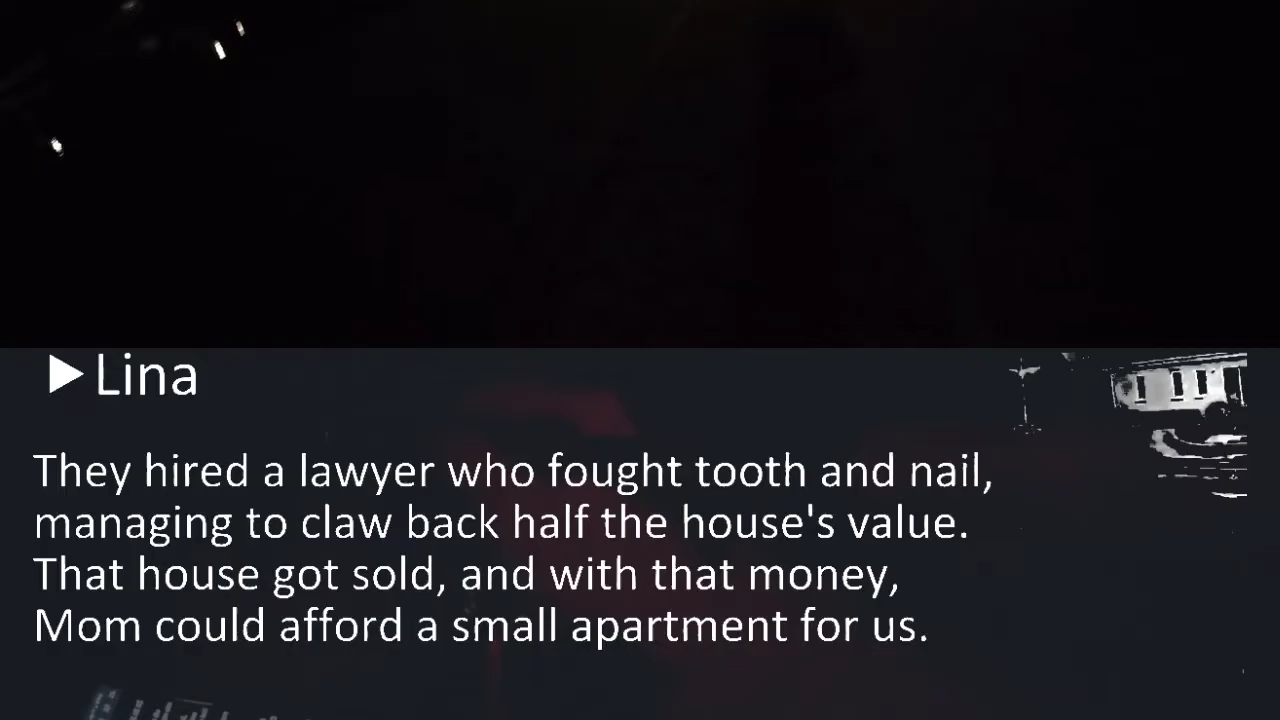 ▶ Lina
They hired a lawyer who fought tooth and nail,
managing to claw back half the house's value.
That house got sold, and with that money,
Mom could afford a small apartment for us.